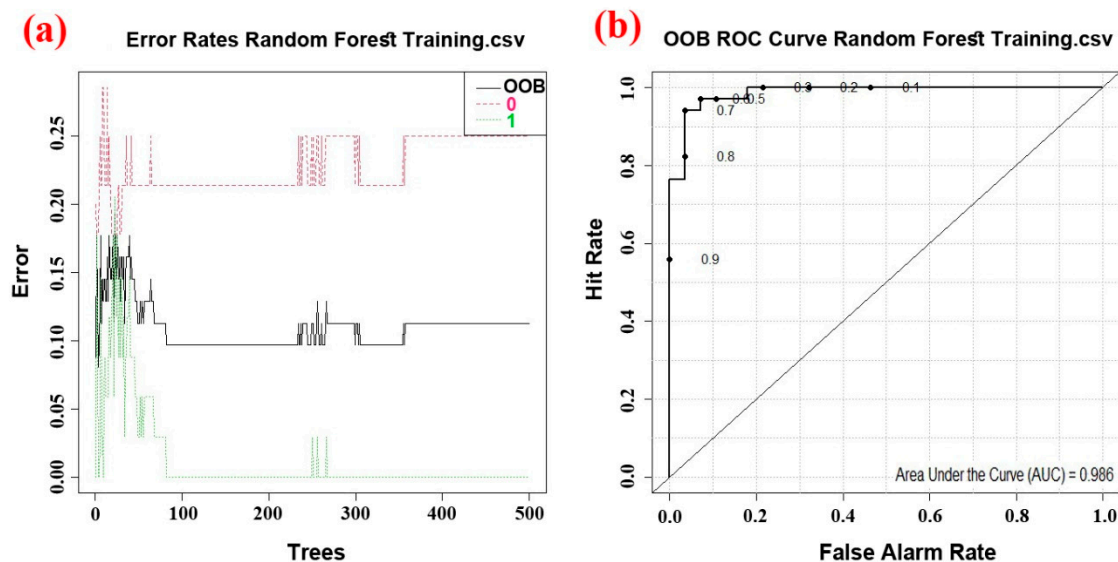 (a)
Error Rates Random Forest Training.csv
OOB
0
1
0.25
0.20
0.15
0.10
0.05
0.00
Error
0 100 200 300 400 500
Trees
(b)
OOB ROC Curve Random Forest Training.csv
1.0
0.8
0.6
0.4
0.2
0.0
Hit Rate
0.3 0.2 0.1
0.6 0.5
0.7
0.8
0.9
Area Under the Curve (AUC) = 0.986
0.0 0.2 0.4 0.6 0.8 1.0
False Alarm Rate